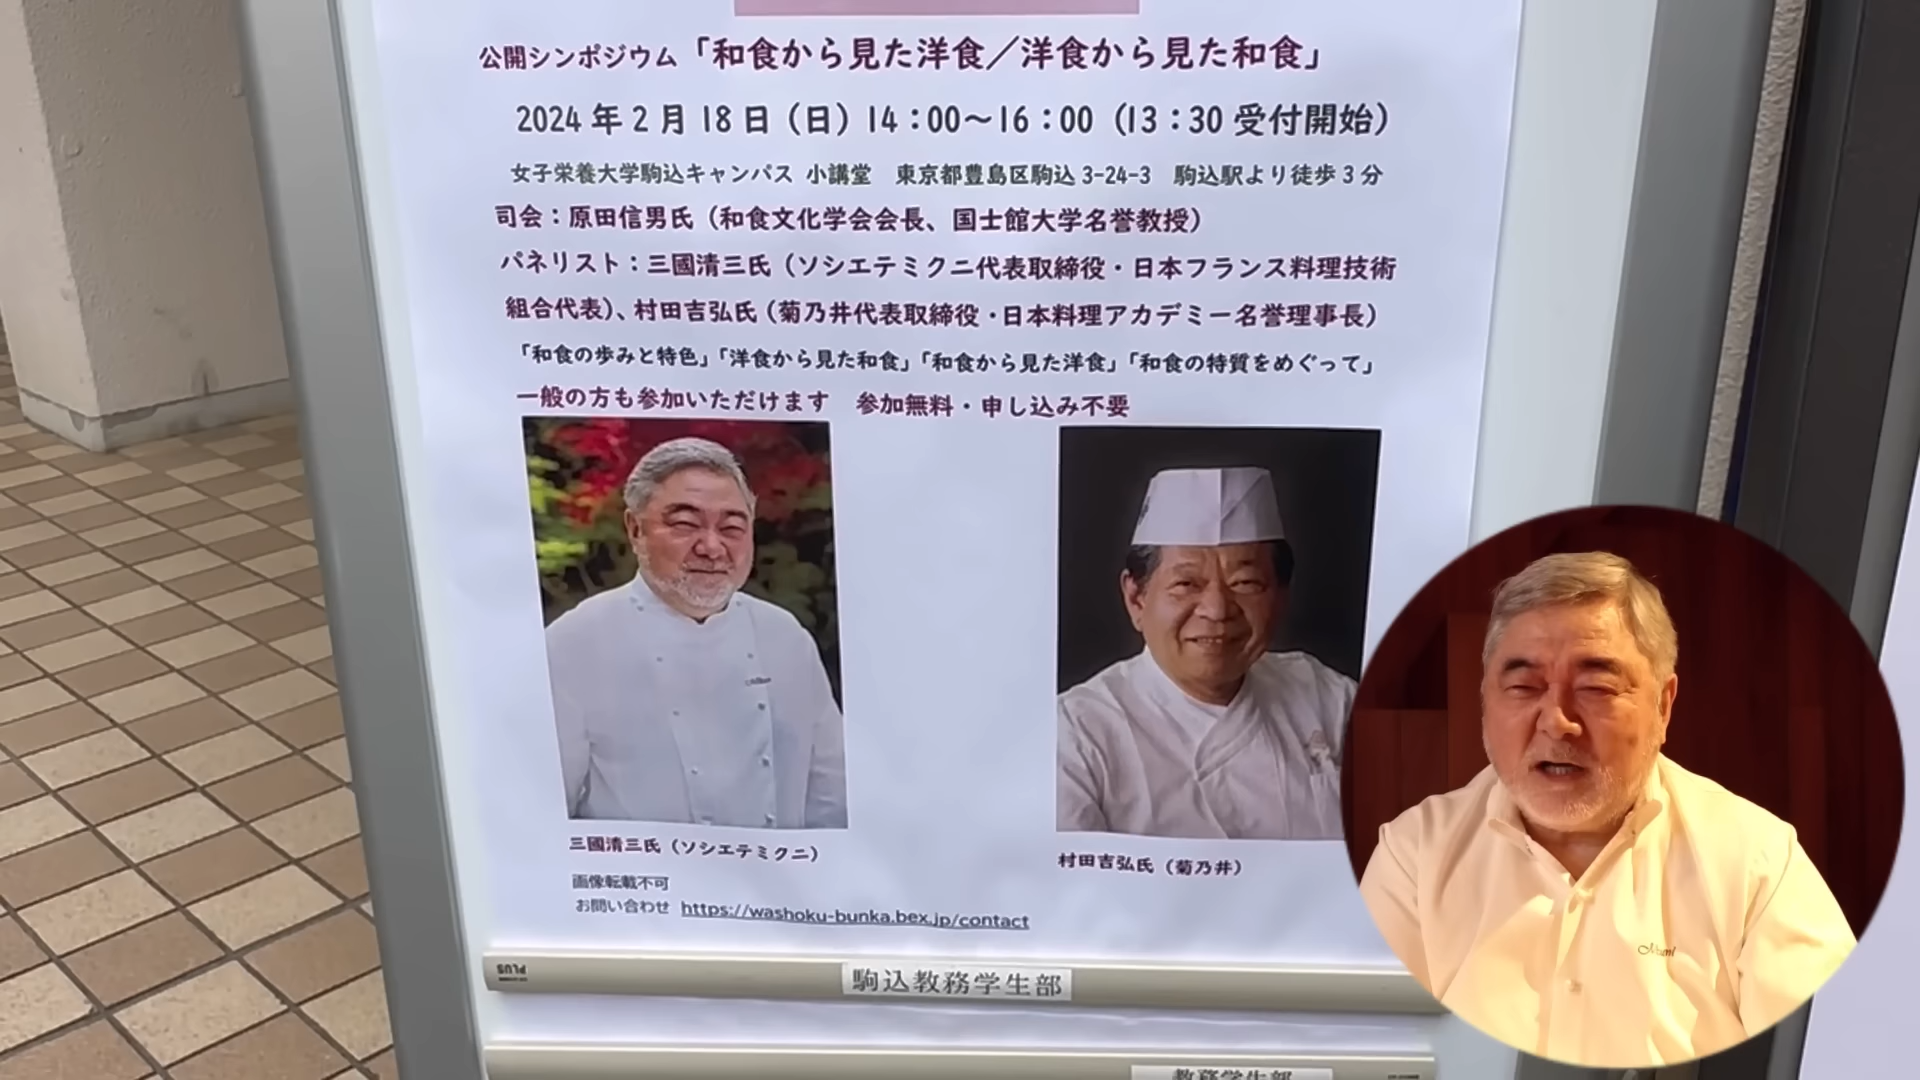 公開シンポジウム「和食から見た洋食／洋食から見た和食」
2024年2月18日（日）14：00～16：00（13：30受付開始）
女子栄養大学駒込キャンパス 小講堂　東京都豊島区駒込3-24-3　駒込駅より徒歩3分
司会：原田信男氏（和食文化学会会長、国士館大学名誉教授）
パネリスト：三國清三氏（ソシエテミクニ代表取締役・日本フランス料理技術
組合代表）、村田吉弘氏（菊乃井代表取締役・日本料理アカデミー名誉理事長）
「和食の歩みと特色」「洋食から見た和食」「和食から見た洋食」「和食の特質をめぐって」
一般の方も参加いただけます　参加無料・申し込み不要
三國清三氏（ソシエテミクニ）
村田吉弘氏（菊乃井）
画像転載不可
お問い合わせ https://washoku-bunka.bex.jp/contact
PLUS
駒込教務学生部
教務学生部